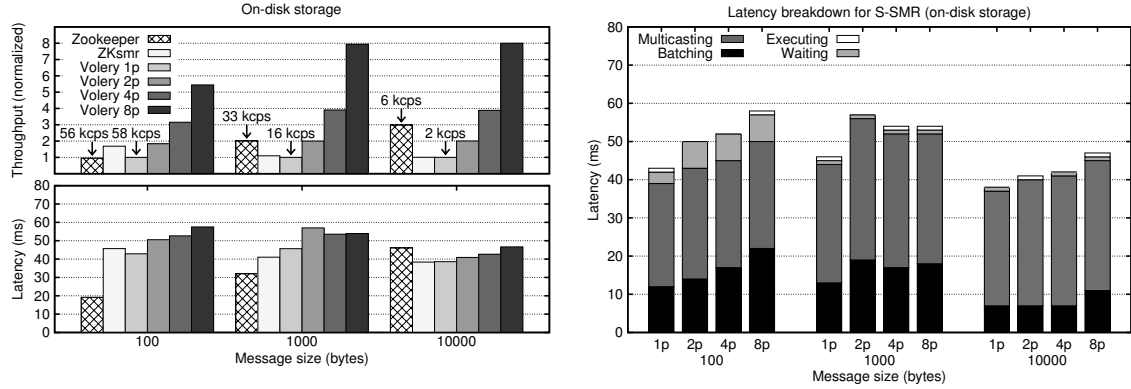 On-disk storage
Zookeeper
ZKsmr
Volery 1p
Volery 2p
Volery 4p
Volery 8p
Throughput (normalized)
8
7
6
5
4
3
2
1
56 kcps
58 kcps
33 kcps
16 kcps
6 kcps
2 kcps
Latency (ms)
80
70
60
50
40
30
20
10
0
100 1000 10000
Message size (bytes)
Latency breakdown for S-SMR (on-disk storage)
Multicasting Executing
Batching Waiting
Latency (ms)
80
70
60
50
40
30
20
10
0
1p 2p 4p 8p 1p 2p 4p 8p 1p 2p 4p 8p
100 1000 10000
Message size (bytes)